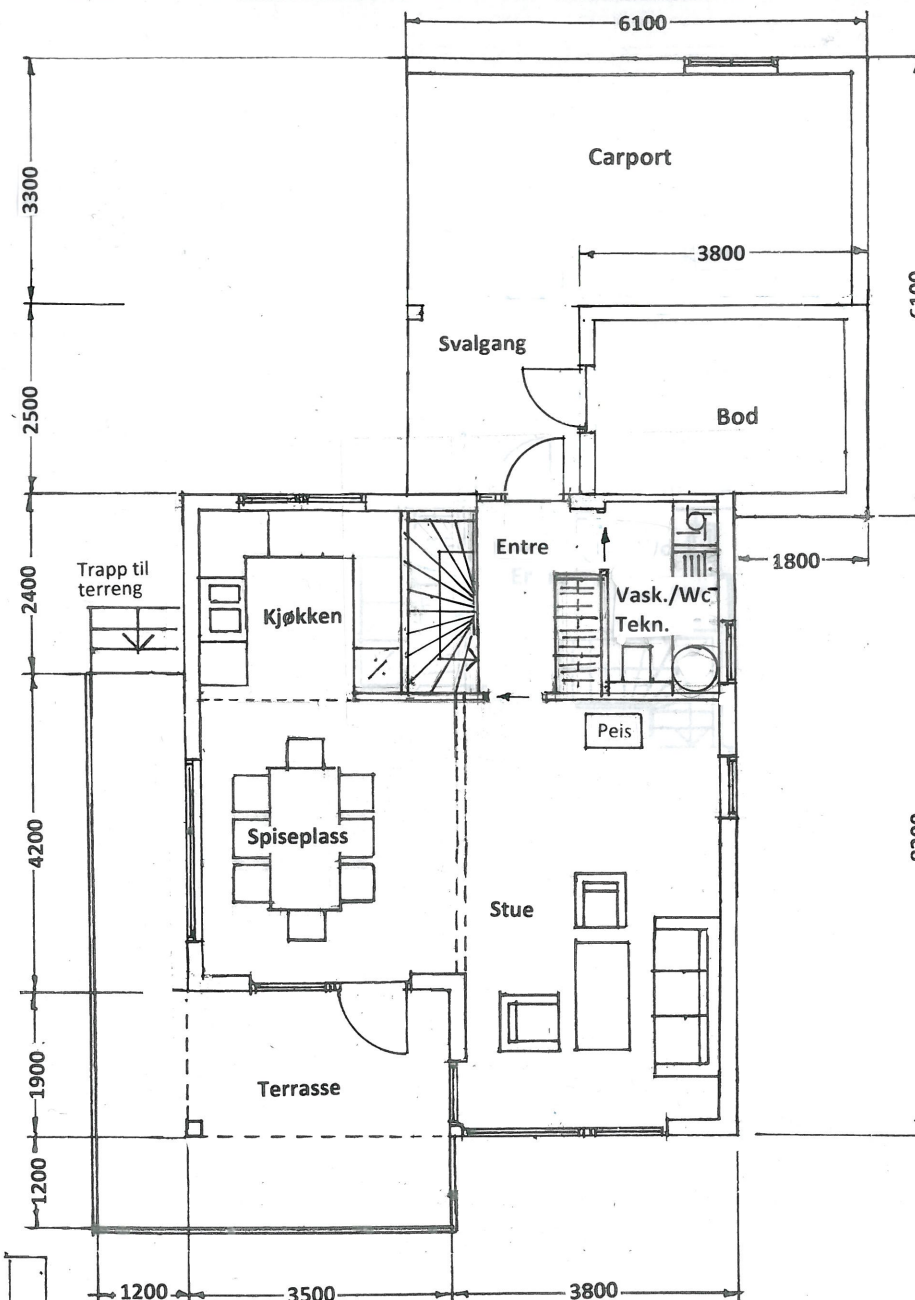 6100
Carport
3300
3800
Svalgang
2500
Bod
Entre
1800
2400
Trapp til
terreng
Kjøkken
Vask./Wc
Tekn.
Peis
Spiseplass
4200
Stue
Terrasse
1900
1200
1200
3500
3800